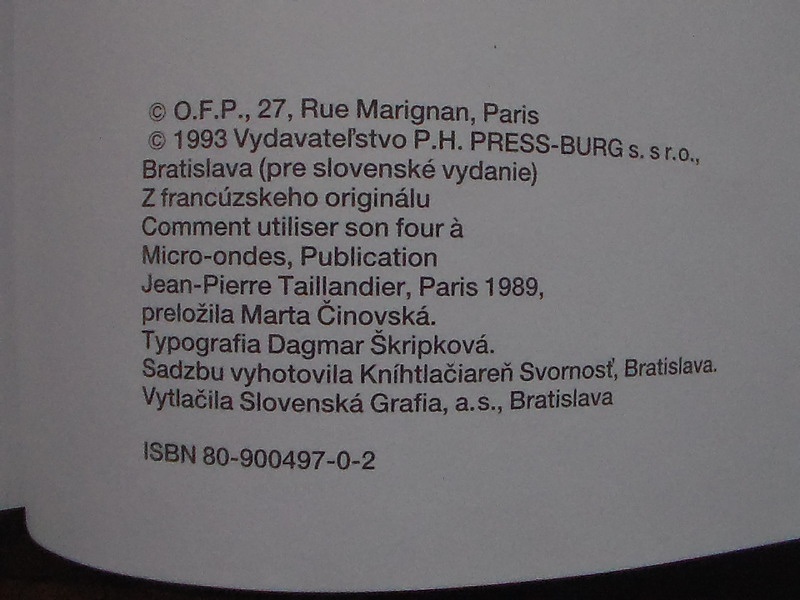 © O.F.P., 27, Rue Marignan, Paris
© 1993 Vydavateľstvo P.H. PRESS-BURG s. s r.o.,
Bratislava (pre slovenské vydanie)
Z francúzskeho originálu
Comment utiliser son four à
Micro-ondes, Publication
Jean-Pierre Taillandier, Paris 1989,
preložila Marta Činovská.
Typografia Dagmar Škripková.
Sadzbu vyhotovila Kníhtlačiareň Svornosť, Bratislava.
Vytlačila Slovenská Grafia, a.s., Bratislava
ISBN 80-900497-0-2